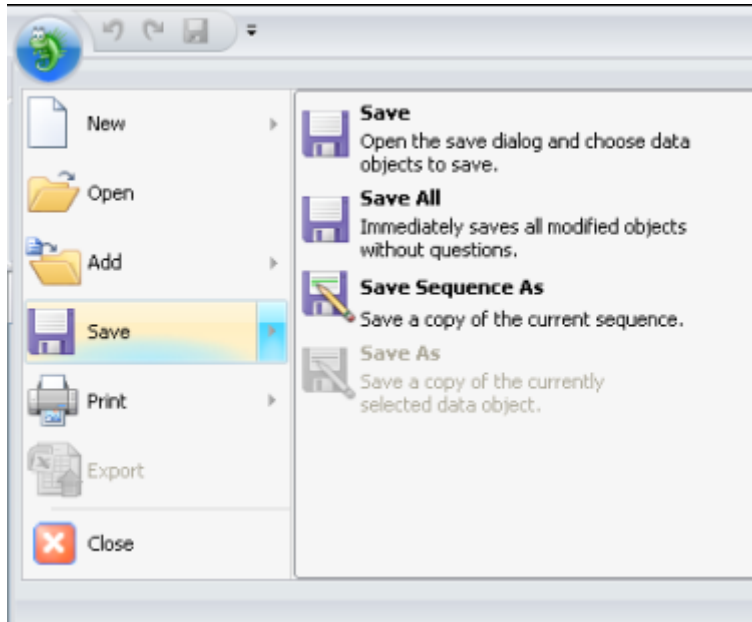 New
Open
Add
Save
Print
Export
Close
Save
Open the save dialog and choose data
objects to save.
Save All
Immediately saves all modified objects
without questions.
Save Sequence As
Save a copy of the current sequence.
Save As
Save a copy of the currently
selected data object.